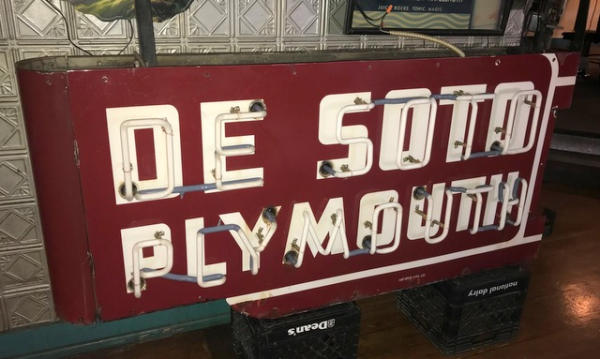 DE SOTO
PLYMOUTH
Dean's
national dairy